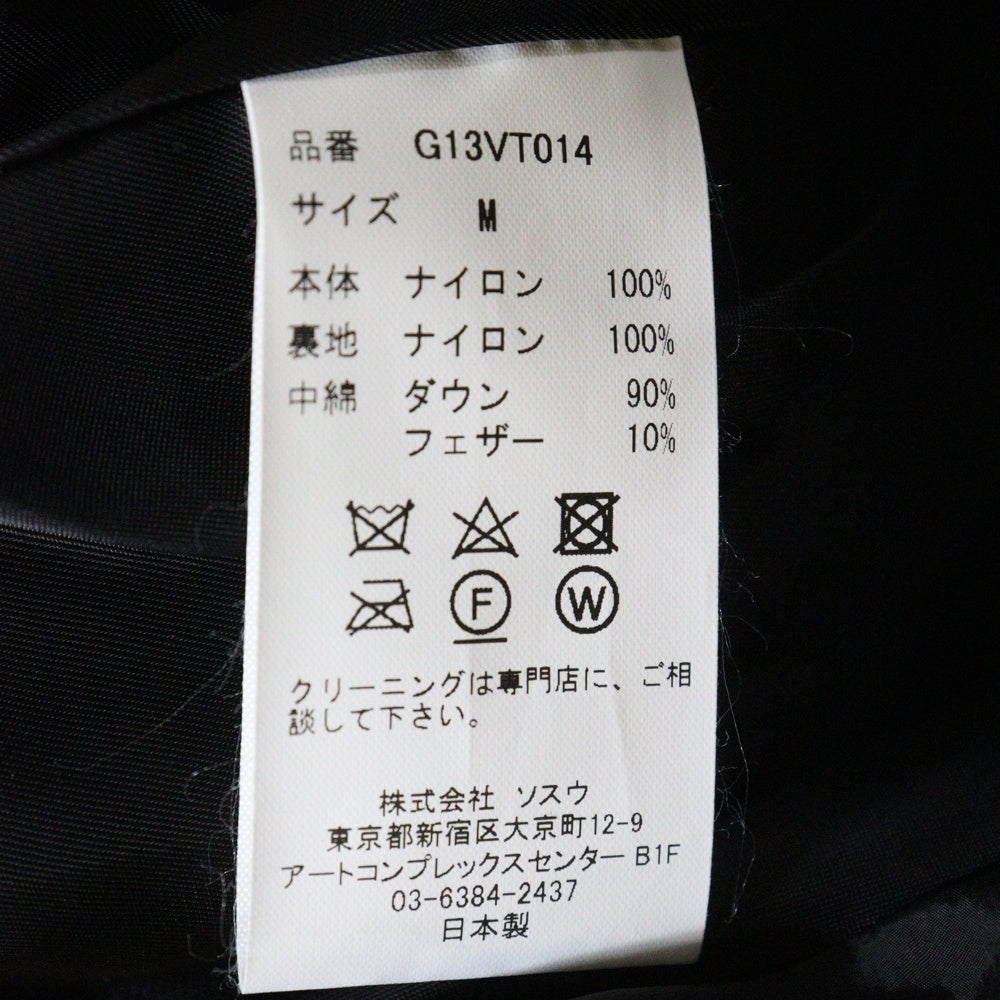 品番 G13VT014
サイズ M
本体 ナイロン 100%
裏地 ナイロン 100%
中綿 ダウン 90%
フェザー 10%
F W
クリーニングは専門店に、ご相
談して下さい。
株式会社 ソスウ
東京都新宿区大京町12-9
アートコンプレックスセンター B1F
03-6384-2437
日本製